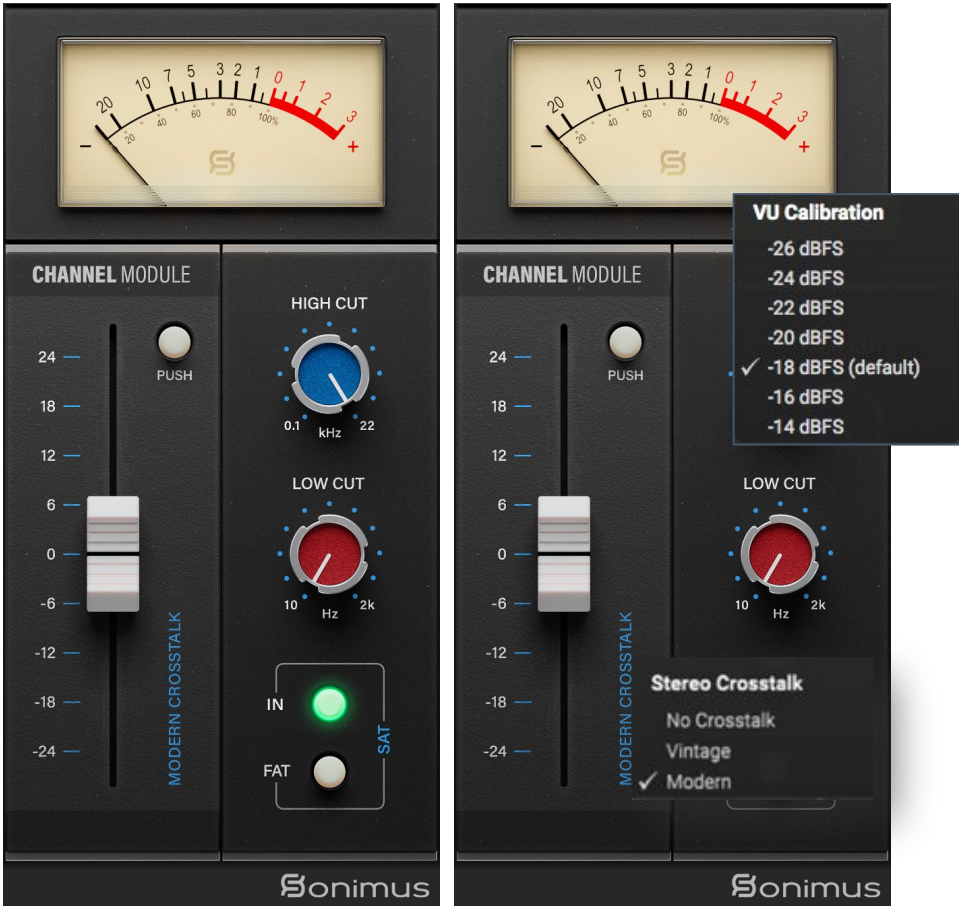 20 10 7 5 3 2 1 0 1 2 3
0 20 40 60 80 100%
− +
CHANNEL MODULE
PUSH
24
18
12
6
0
-6
-12
-18
-24
MODERN CROSSTALK
HIGH CUT
0.1 kHz 22
LOW CUT
10 Hz 2k
IN
FAT
SAT
Sonimus
20 10 7 5 3 2 1 0 1 2 3
0 20 40 60 80 100%
− +
VU Calibration
-26 dBFS
-24 dBFS
-22 dBFS
-20 dBFS
✓ -18 dBFS (default)
-16 dBFS
-14 dBFS
CHANNEL MODULE
PUSH
24
18
12
6
0
-6
-12
-18
-24
MODERN CROSSTALK
LOW CUT
10 Hz 2k
Stereo Crosstalk
No Crosstalk
Vintage
✓ Modern
Sonimus